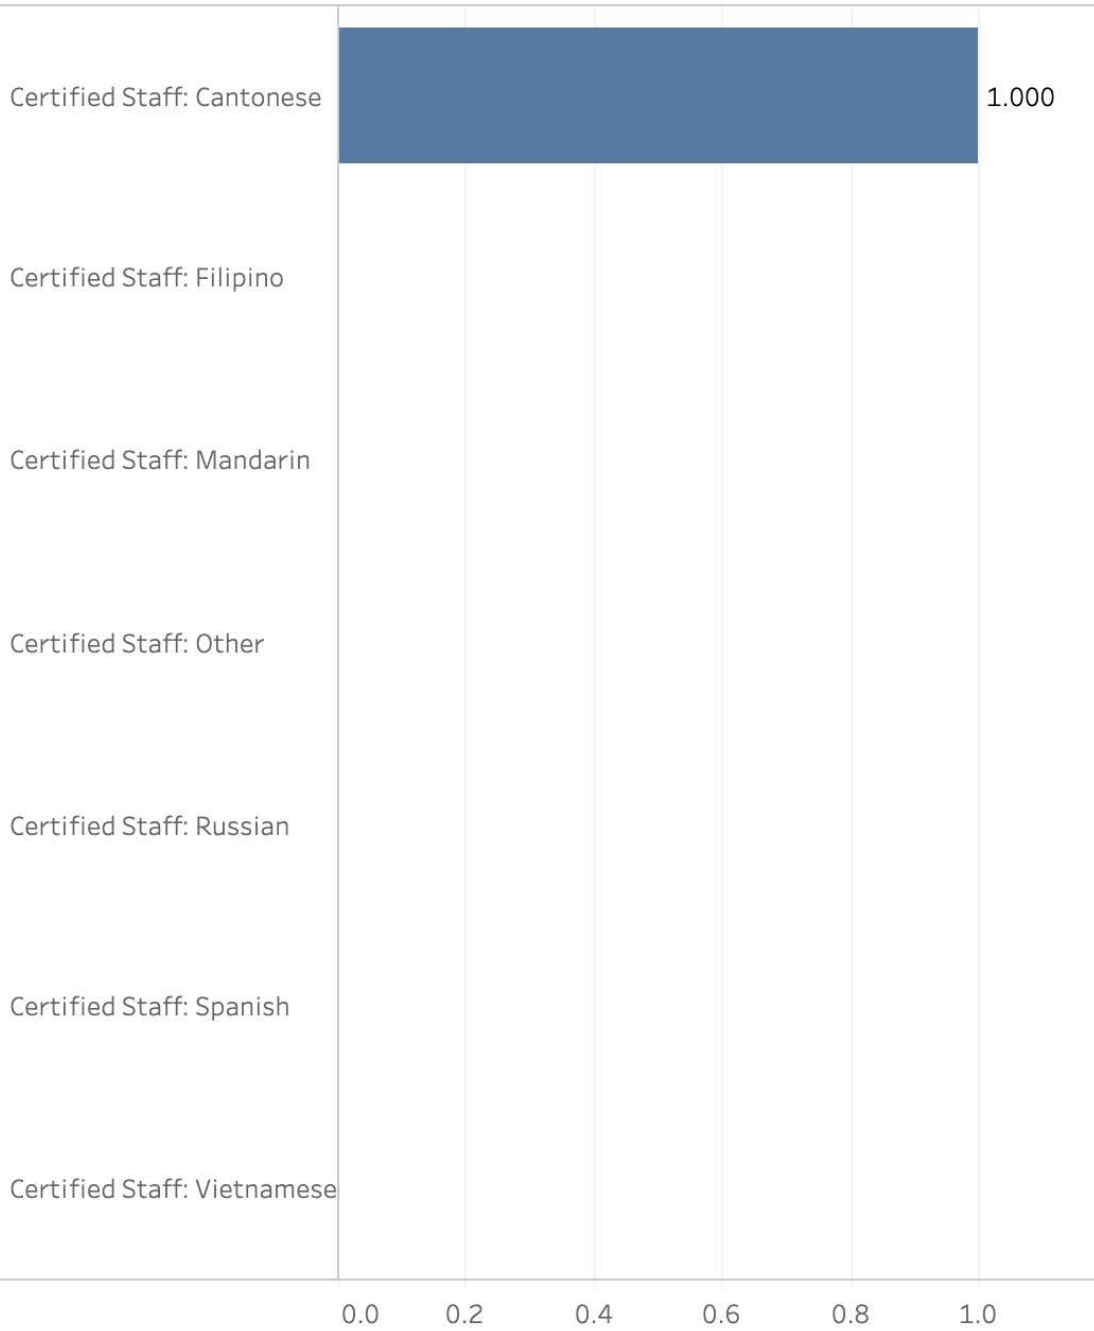 Certified Staff: Cantonese 1.000
Certified Staff: Filipino
Certified Staff: Mandarin
Certified Staff: Other
Certified Staff: Russian
Certified Staff: Spanish
Certified Staff: Vietnamese
0.0 0.2 0.4 0.6 0.8 1.0